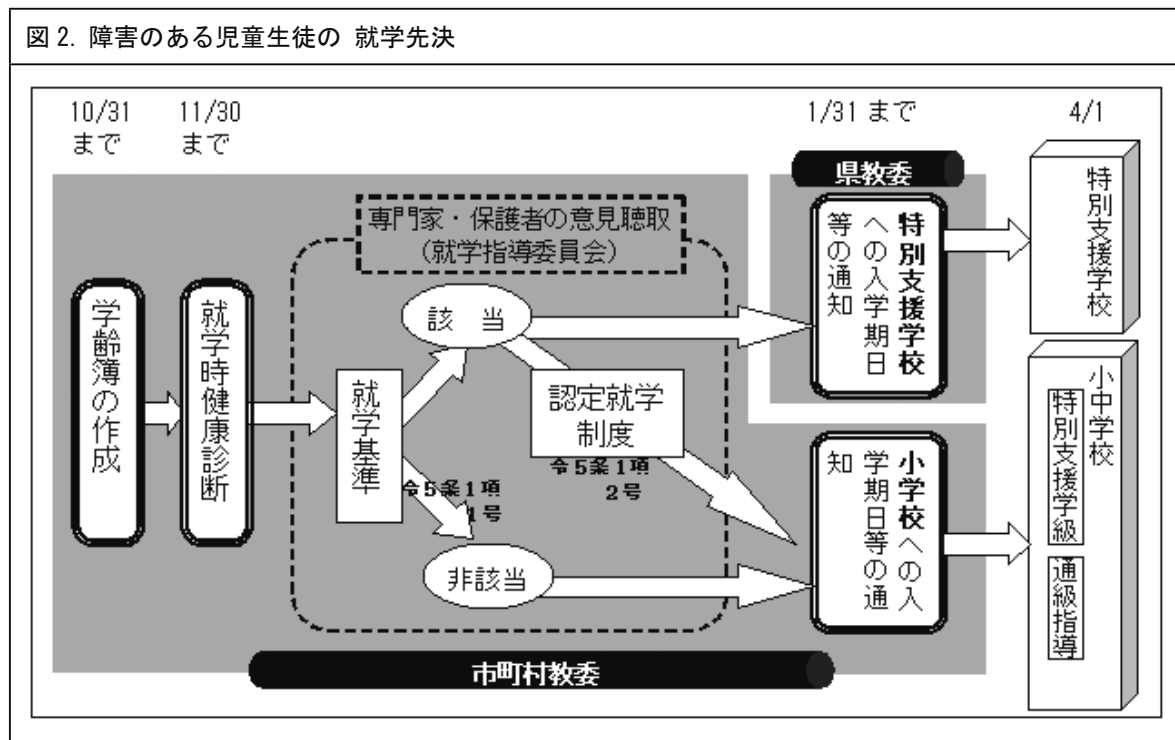 図2. 障害のある児童生徒の 就学先決
10/31
まで
11/30
まで
1/31 まで
4/1
県教委
専門家・保護者の意見聴取
(就学指導委員会)
学齢簿の作成
就学時健康診断
就学基準
該 当
認定就学
制度
令5条1項
2号
令5条1項
1号
非該当
特別支援学校
への入学期日
等の通知
小学校への入
学期日等の通
知
特別支援学校
小中学校
特別支援学級
通級指導
市町村教委